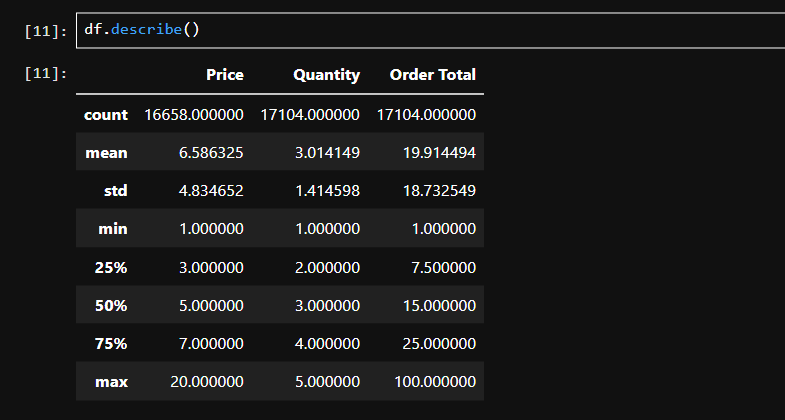 [11]: df.describe()
[11]: Price Quantity Order Total
count 16658.000000 17104.000000 17104.000000
mean 6.586325 3.014149 19.914494
std 4.834652 1.414598 18.732549
min 1.000000 1.000000 1.000000
25% 3.000000 2.000000 7.500000
50% 5.000000 3.000000 15.000000
75% 7.000000 4.000000 25.000000
max 20.000000 5.000000 100.000000